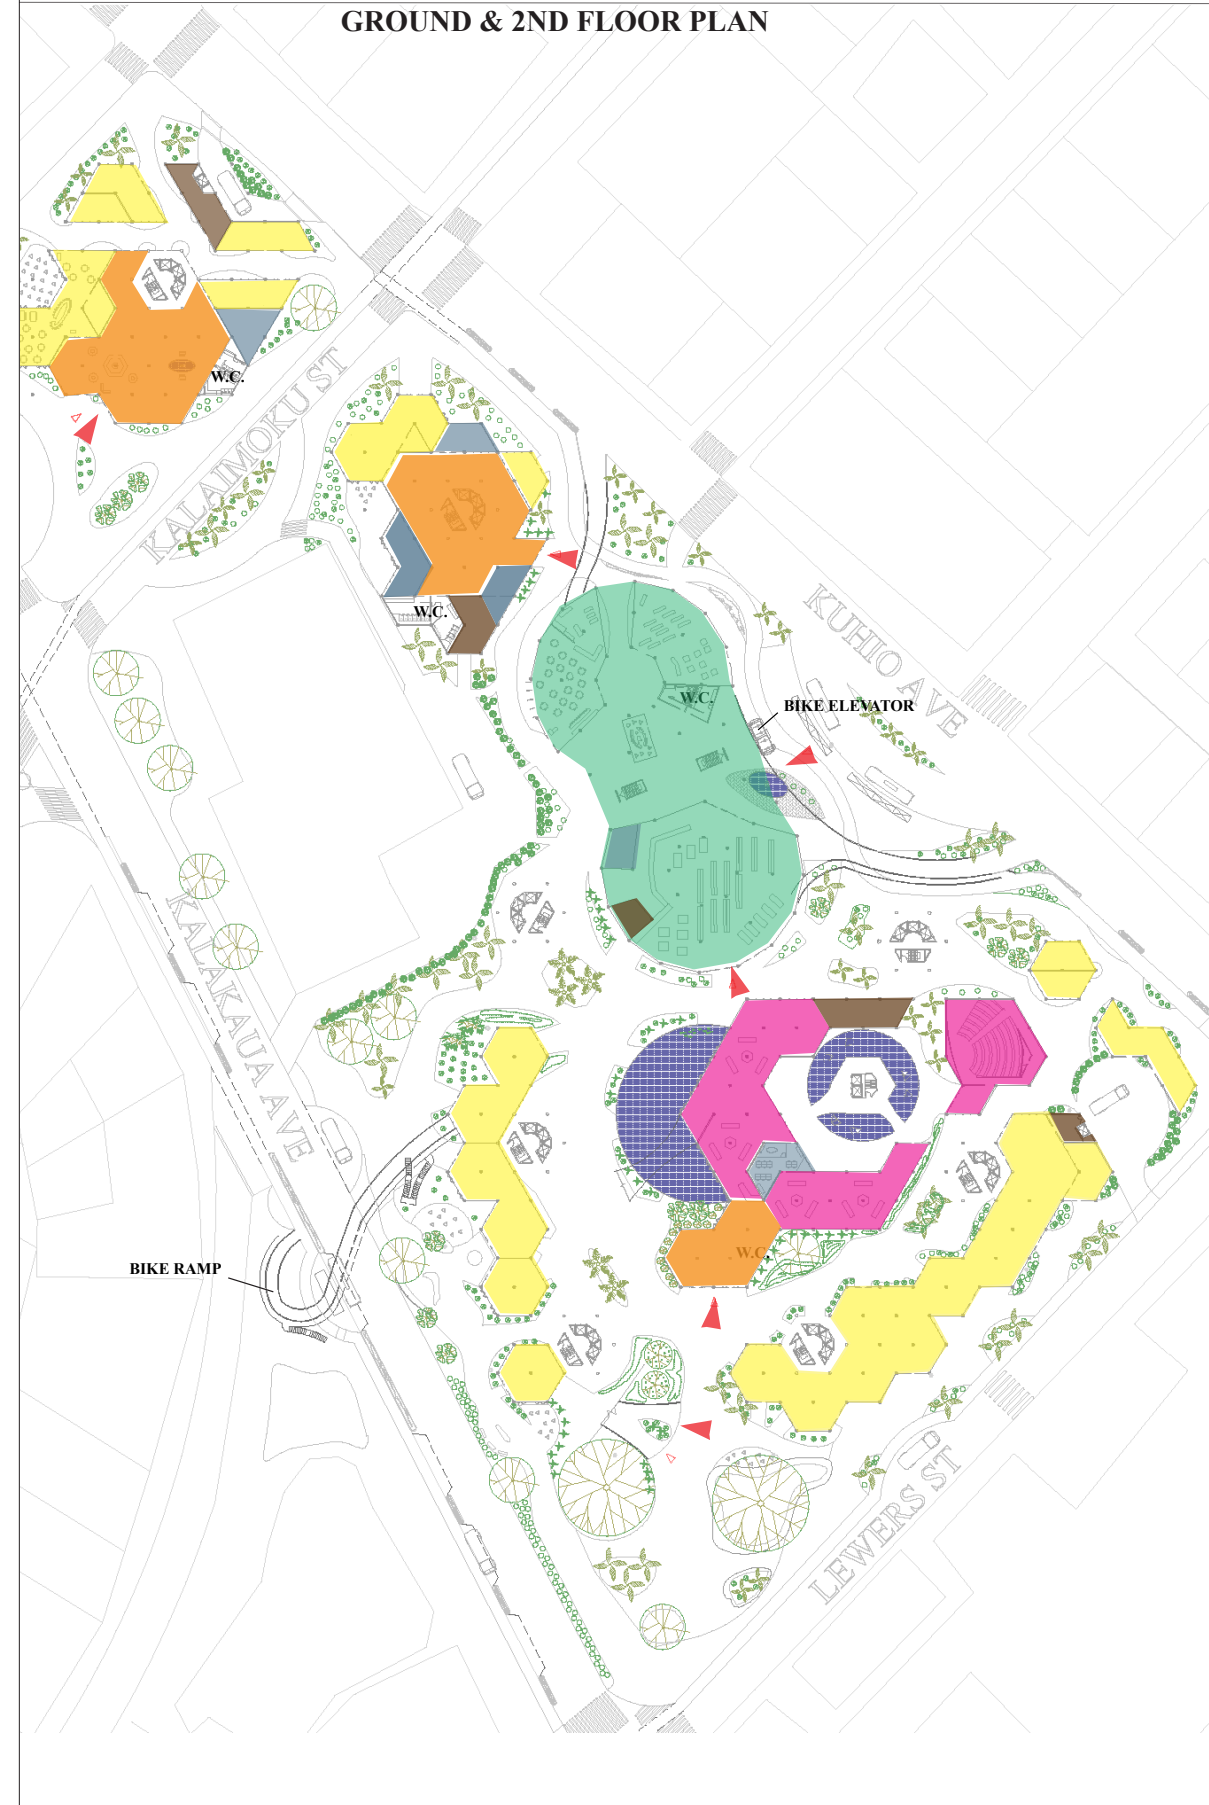 GROUND & 2ND FLOOR PLAN
W.C.
KALAIMOKU ST
W.C.
KUHIO AVE
W.C.
BIKE ELEVATOR
KALAKAUA AVE
W.C.
BIKE RAMP
LEWERS ST